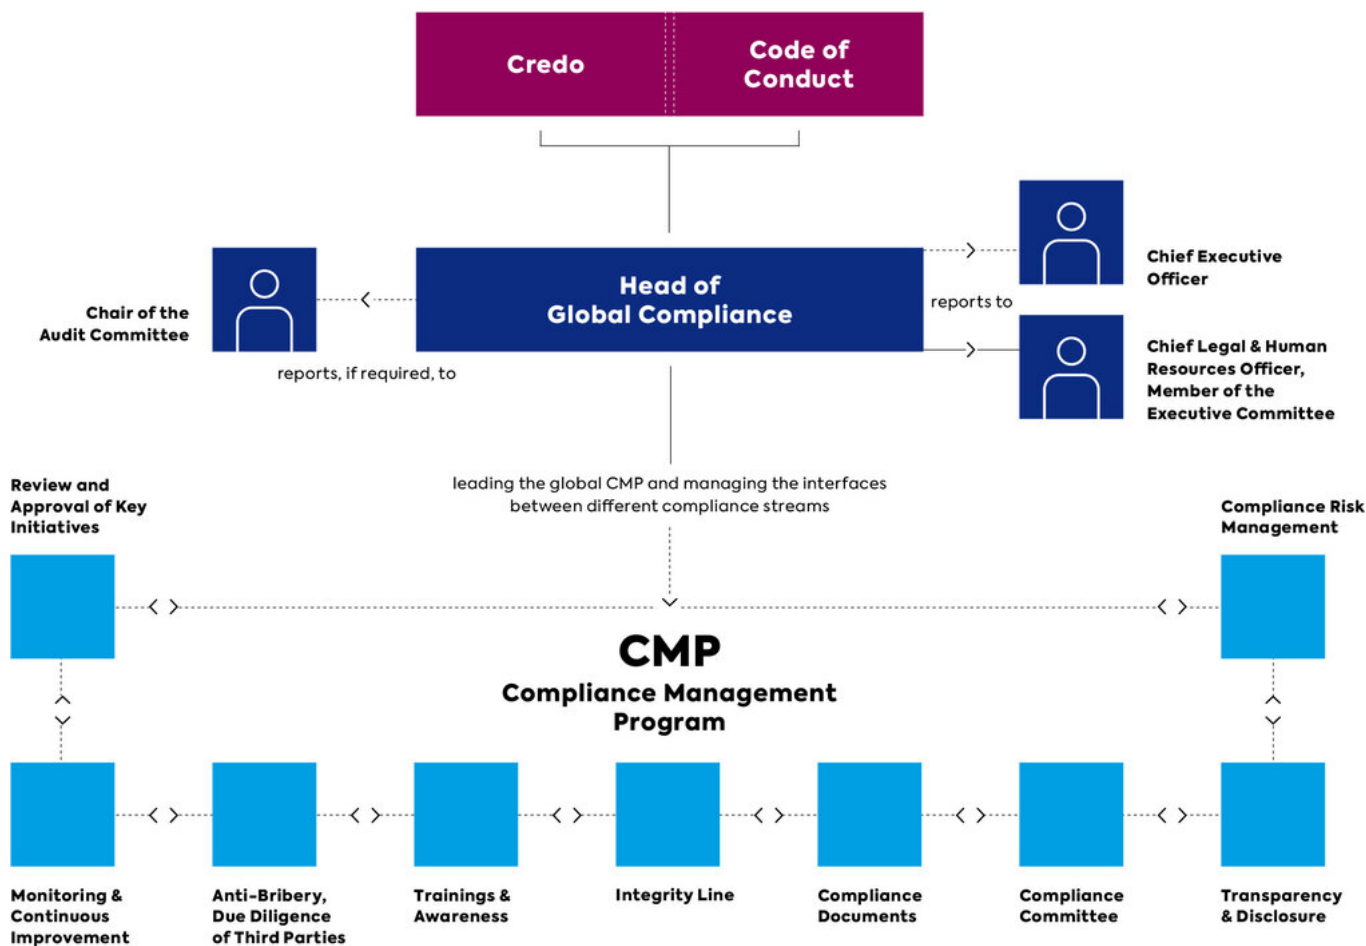 Credo
Code of
Conduct
Chief Executive
Officer
Head of
Global Compliance
reports to
Chair of the
Audit Committee
Chief Legal & Human
Resources Officer,
Member of the
Executive Committee
reports, if required, to
leading the global CMP and managing the interfaces
between different compliance streams
Review and
Approval of Key
Initiatives
Compliance Risk
Management
CMP
Compliance Management
Program
Monitoring &
Continuous
Improvement
Anti-Bribery,
Due Diligence
of Third Parties
Trainings &
Awareness
Integrity Line
Compliance
Documents
Compliance
Committee
Transparency
& Disclosure